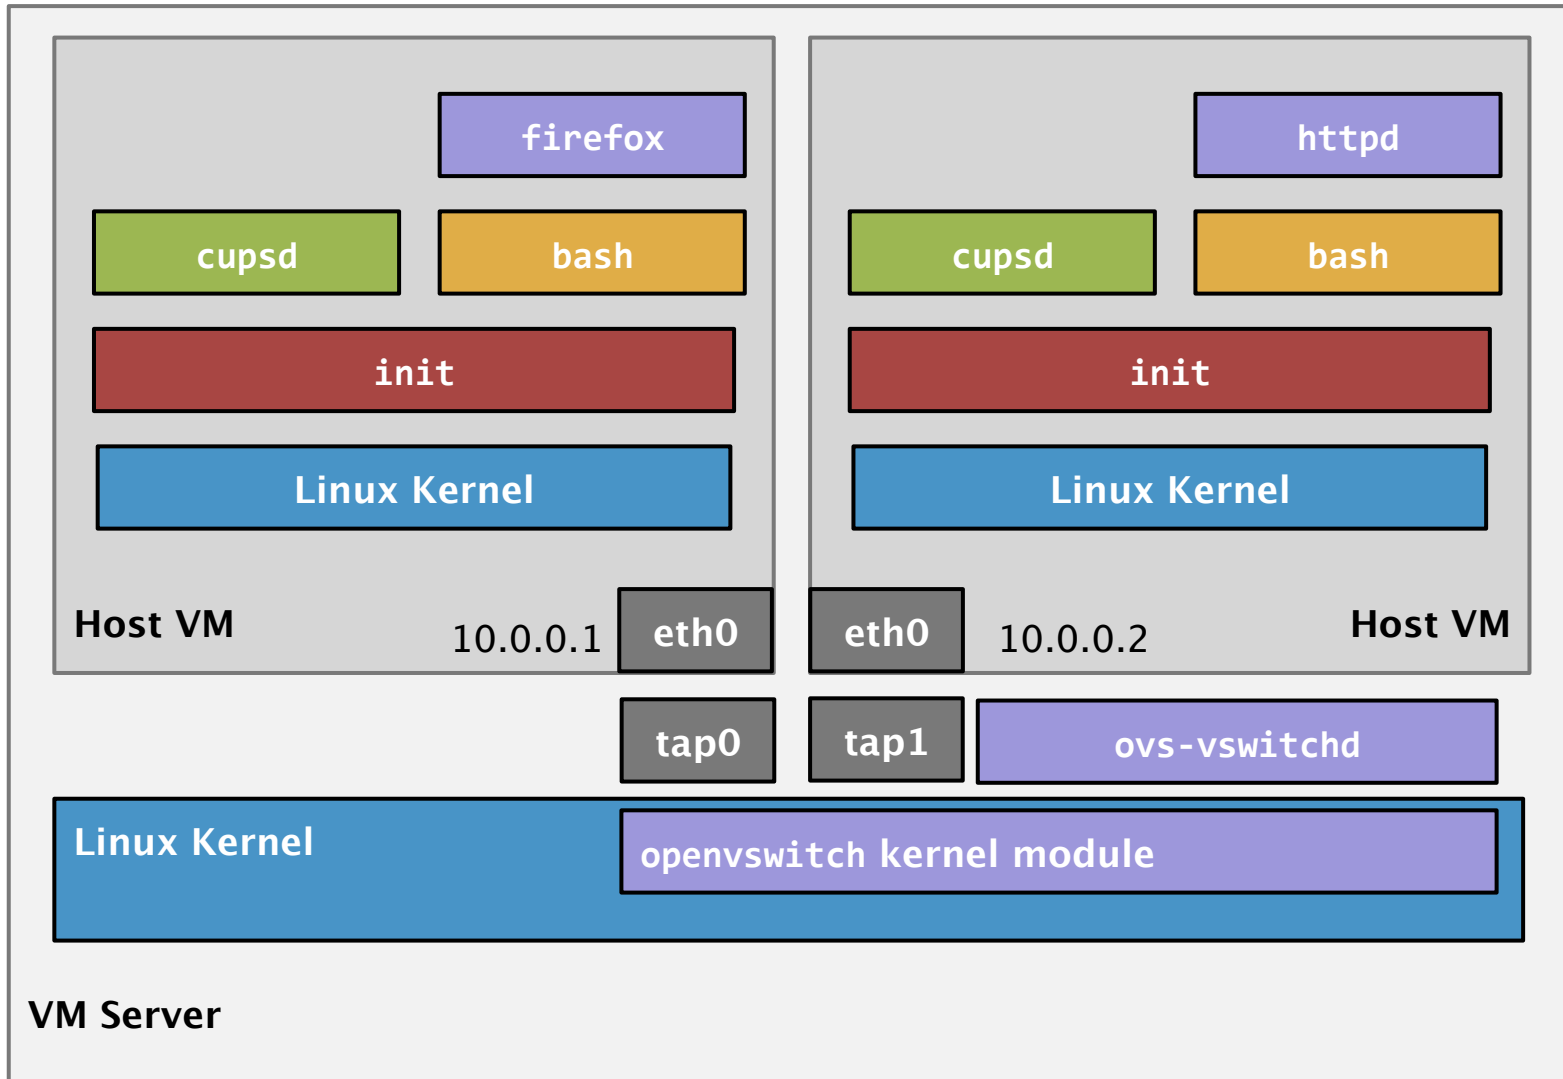 firefox
cupsd
bash
init
Linux Kernel
Host VM
10.0.0.1
eth0
httpd
cupsd
bash
init
Linux Kernel
eth0
10.0.0.2
Host VM
tap0
tap1
ovs-vswitchd
Linux Kernel
openvswitch kernel module
VM Server